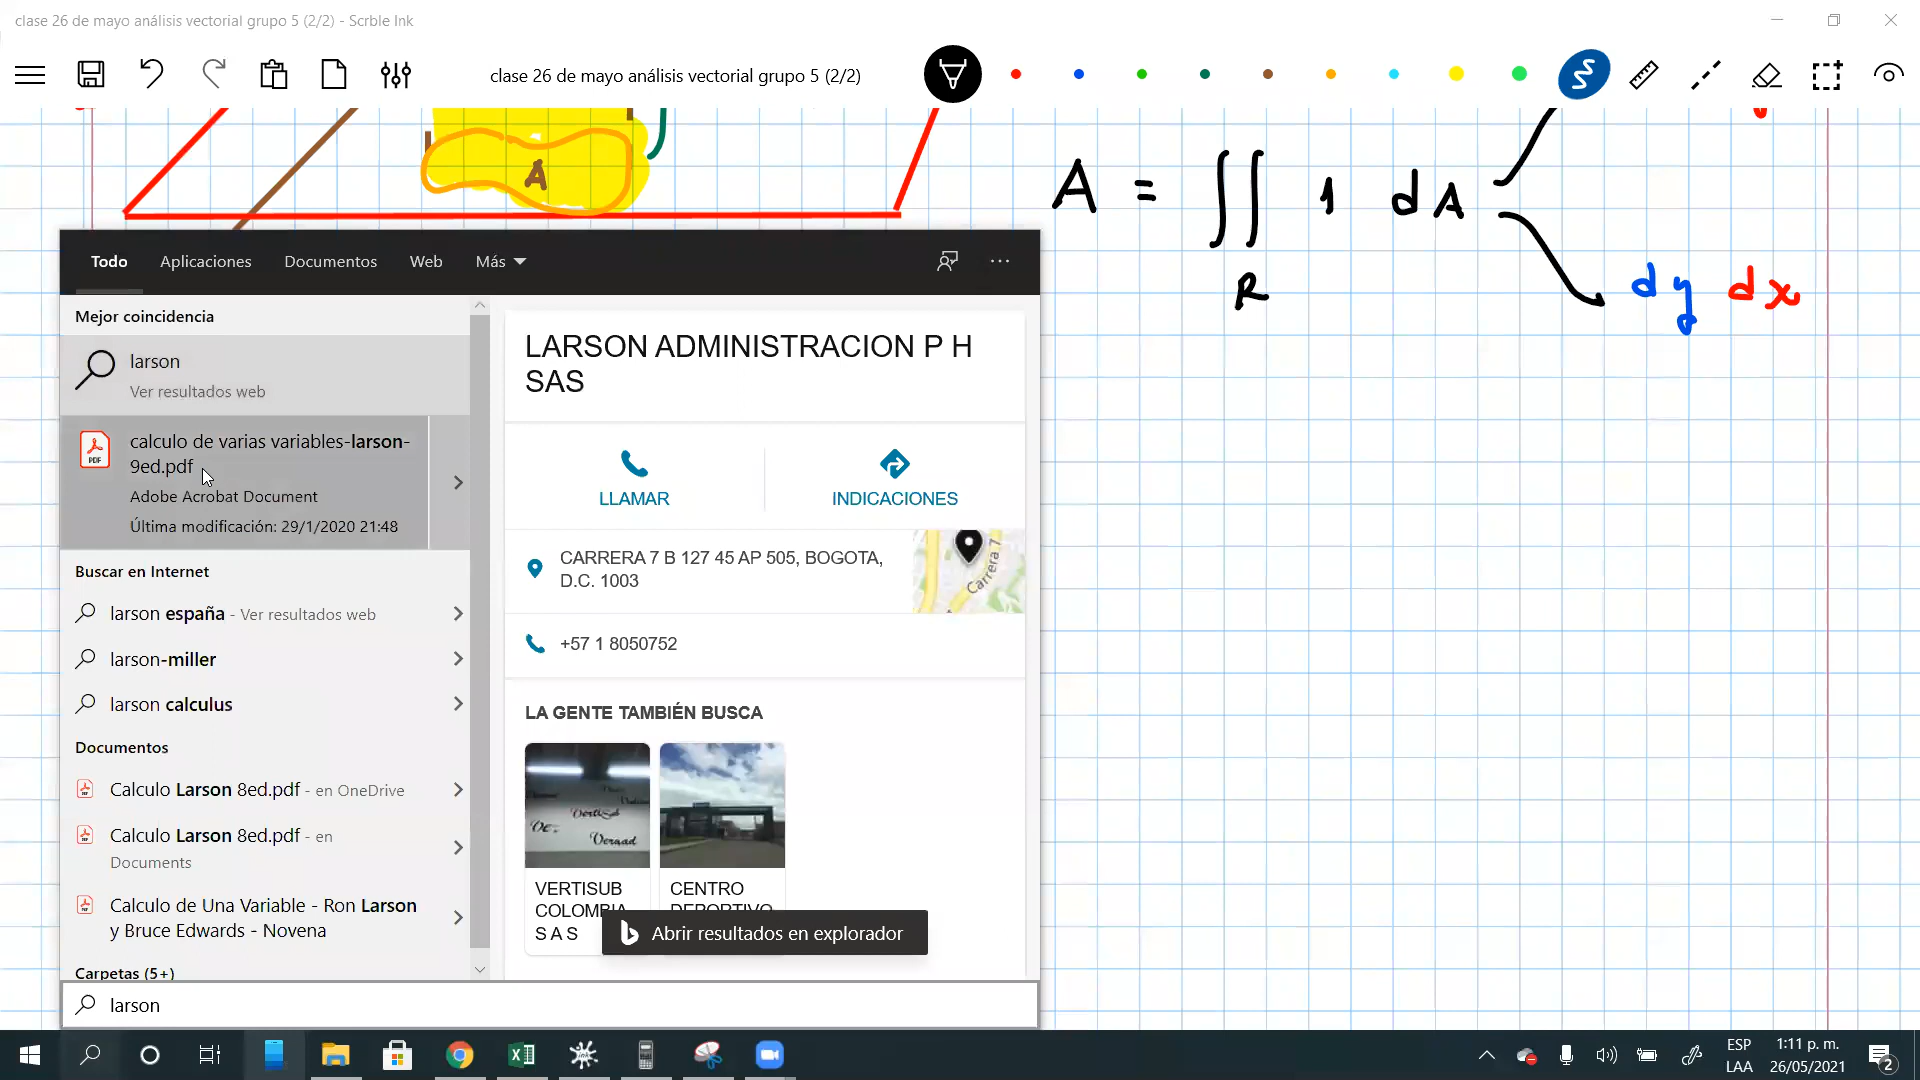 clase 26 de mayo análisis vectorial grupo 5 (2/2) - Scrble Ink
clase 26 de mayo análisis vectorial grupo 5 (2/2)
A
A = ∬ 1 dA
R
dy dx
Todo Aplicaciones Documentos Web Más
Mejor coincidencia
larson
Ver resultados web
calculo de varias variables-larson-
9ed.pdf
Adobe Acrobat Document
Última modificación: 29/1/2020 21:48
Buscar en Internet
larson españa - Ver resultados web
larson-miller
larson calculus
Documentos
Calculo Larson 8ed.pdf - en OneDrive
Calculo Larson 8ed.pdf - en
Documents
Calculo de Una Variable - Ron Larson
y Bruce Edwards - Novena
Carpetas (5+)
larson
LARSON ADMINISTRACION P H
SAS
LLAMAR INDICACIONES
CARRERA 7 B 127 45 AP 505, BOGOTA,
D.C. 1003
Carrera 7
+57 1 8050752
LA GENTE TAMBIÉN BUSCA
VERTISUB
COLOMBIA
S A S
CENTRO
DEPORTIVO
Abrir resultados en explorador
ESP
LAA
1:11 p. m.
26/05/2021
2